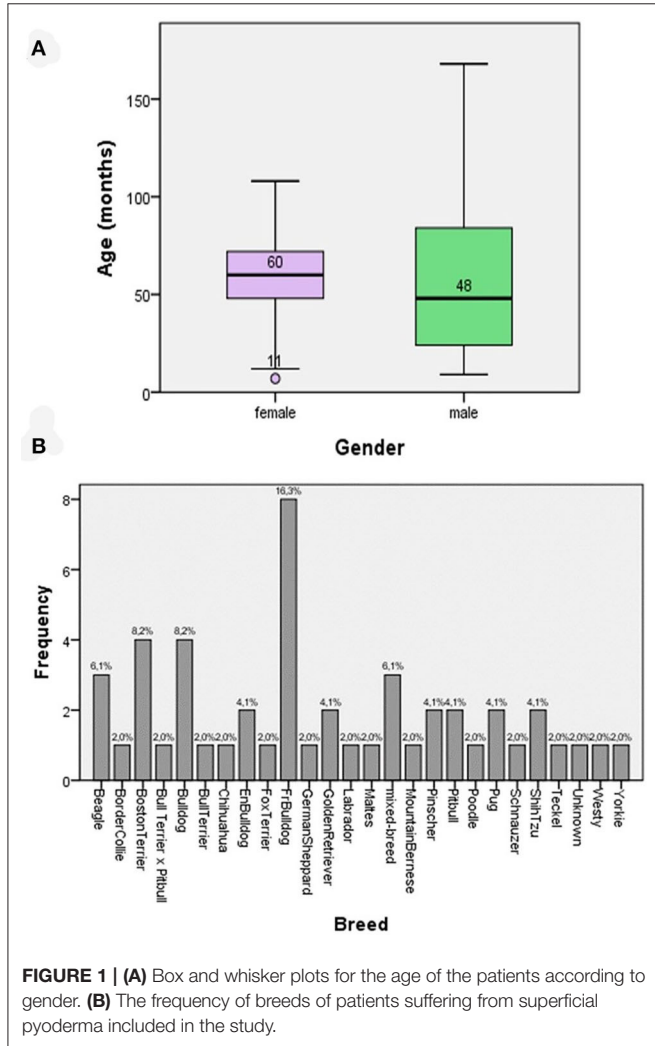 A
Age (months)
150
100
50
0
60
11
48
female
male
Gender
B
Frequency
8
6
4
2
0
6,1%
2,0%
8,2%
2,0%
8,2%
2,0%
2,0%
4,1%
2,0%
16,3%
2,0%
4,1%
2,0%
2,0%
6,1%
2,0%
4,1%
4,1%
2,0%
4,1%
2,0%
4,1%
2,0%
2,0%
2,0%
2,0%
Beagle
BorderCollie
BostonTerrier
Bull Terrier x Pitbull
Bulldog
BullTerrier
Chihuahua
EnBulldog
FoxTerrier
FrBulldog
GermanSheppard
GoldenRetriever
Labrador
Maltes
mixed-breed
MountainBernese
Pinscher
Pitbull
Poodle
Pug
Schnauzer
ShihTzu
Teckel
Unknown
Westy
Yorkie
Breed
FIGURE 1 | (A) Box and whisker plots for the age of the patients according to
gender. (B) The frequency of breeds of patients suffering from superficial
pyoderma included in the study.